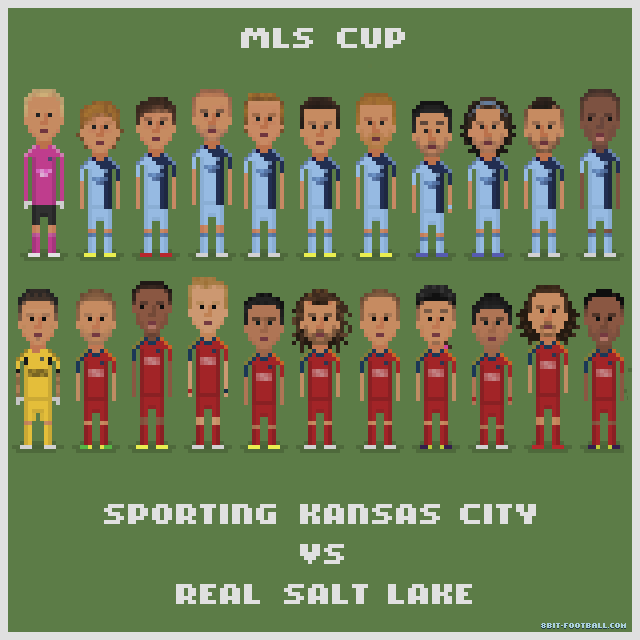 MLS CUP
SPORTING KANSAS CITY
VS
REAL SALT LAKE
8BIT-FOOTBALL.COM